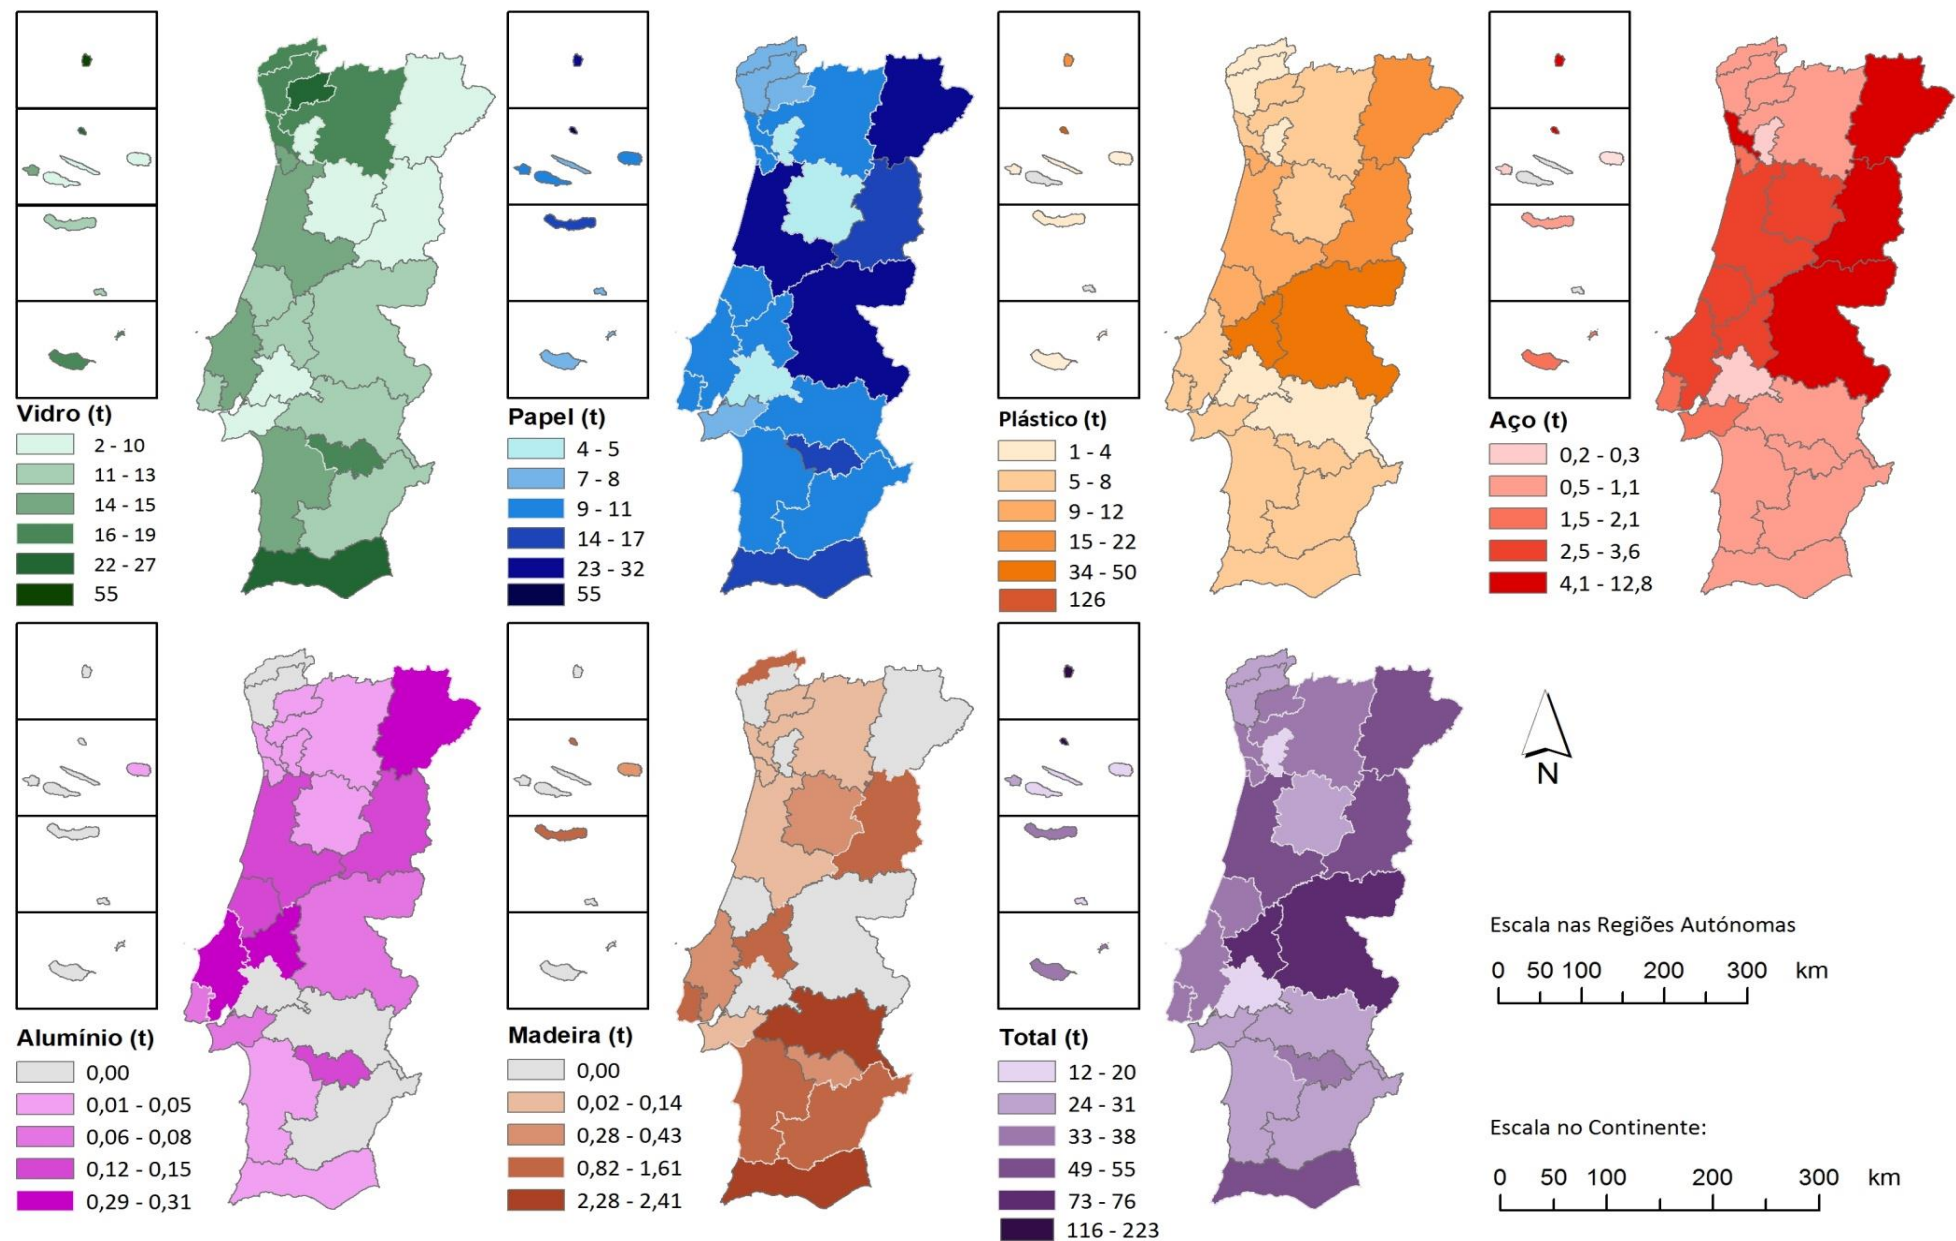 Vidro (t)
2 - 10
11 - 13
14 - 15
16 - 19
22 - 27
55
Papel (t)
4 - 5
7 - 8
9 - 11
14 - 17
23 - 32
55
Plástico (t)
1 - 4
5 - 8
9 - 12
15 - 22
34 - 50
126
Aço (t)
0,2 - 0,3
0,5 - 1,1
1,5 - 2,1
2,5 - 3,6
4,1 - 12,8
Alumínio (t)
0,00
0,01 - 0,05
0,06 - 0,08
0,12 - 0,15
0,29 - 0,31
Madeira (t)
0,00
0,02 - 0,14
0,28 - 0,43
0,82 - 1,61
2,28 - 2,41
Total (t)
12 - 20
24 - 31
33 - 38
49 - 55
73 - 76
116 - 223
N
Escala nas Regiões Autónomas
0 50 100 200 300 km
Escala no Continente:
0 50 100 200 300 km